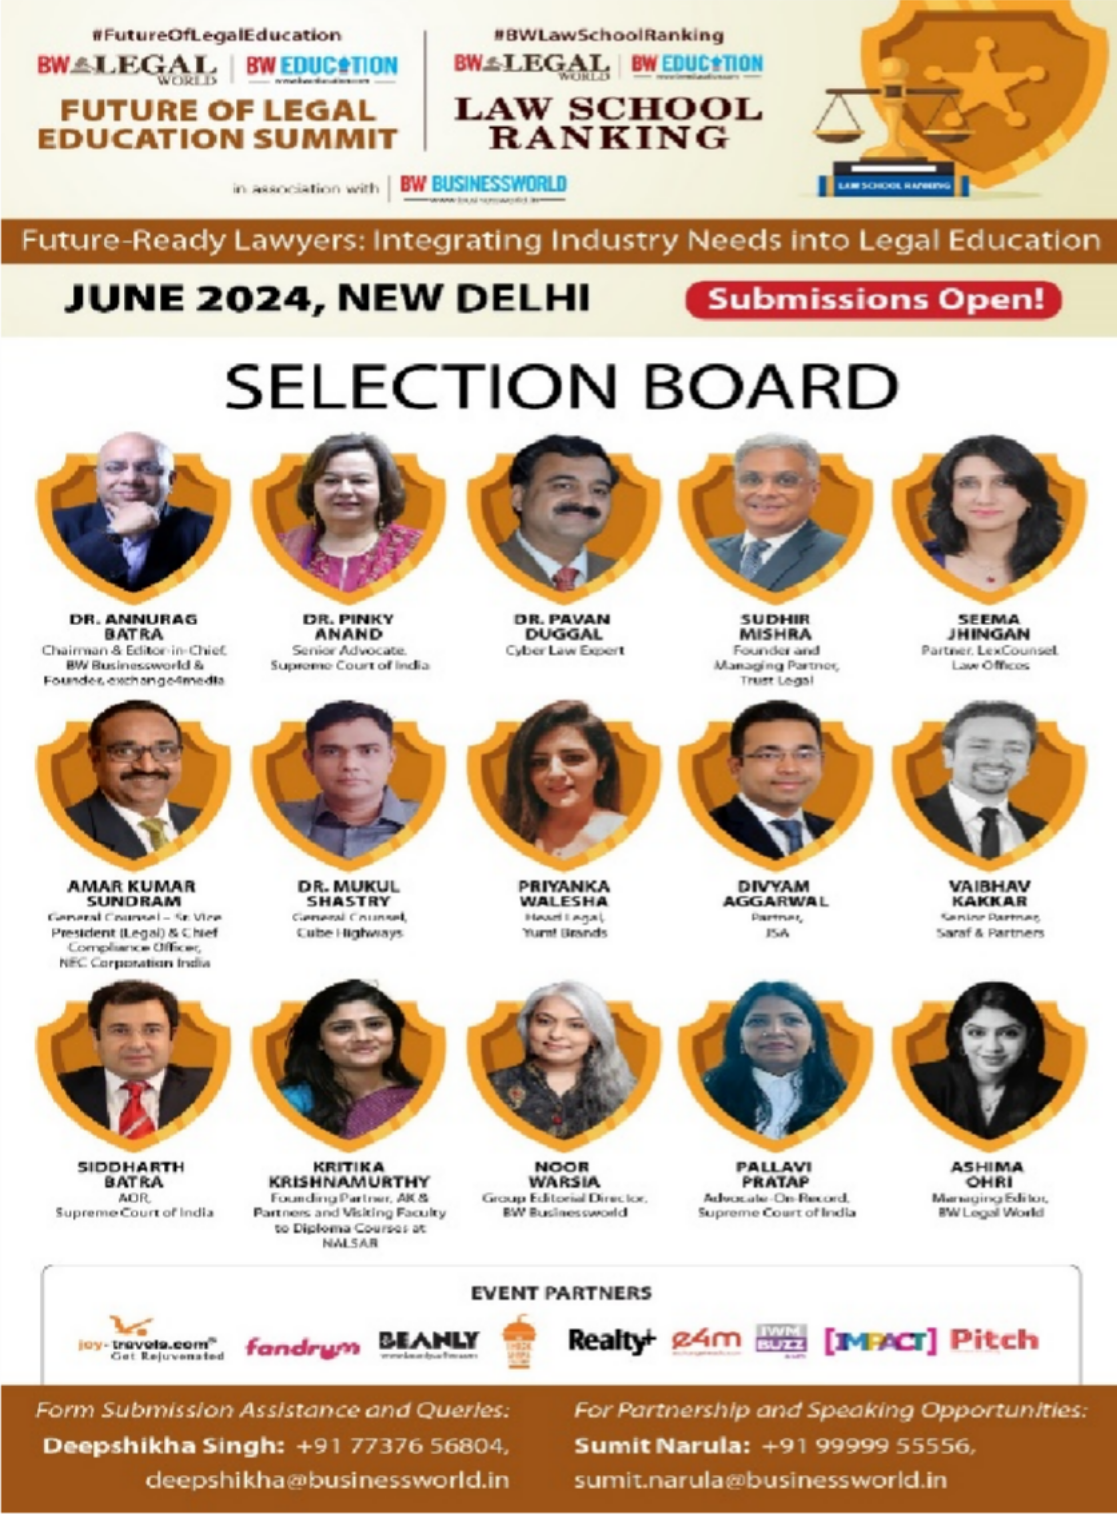 #FutureOfLegalEducation
BW LEGAL WORLD | BW EDUCATION
FUTURE OF LEGAL
EDUCATION SUMMIT
#BWLawSchoolRanking
BW LEGAL WORLD | BW EDUCATION
LAW SCHOOL
RANKING
in association with | BW BUSINESSWORLD
LAW SCHOOL RANKING
Future-Ready Lawyers: Integrating Industry Needs into Legal Education
JUNE 2024, NEW DELHI
Submissions Open!
SELECTION BOARD
DR. ANNURAG
BATRA
Chairman & Editor-in-Chief,
BW Businessworld &
Founder, exchange4media
DR. PINKY
ANAND
Senior Advocate,
Supreme Court of India
DR. PAVAN
DUGGAL
Cyber Law Expert
SUDHIR
MISHRA
Founder and
Managing Partner,
Trust Legal
SEEMA
JHINGAN
Partner, LexCounsel,
Law Offices
AMAR KUMAR
SUNDRAM
General Counsel – Sr. Vice
President (Legal) & Chief
Compliance Officer,
NEC Corporation India
DR. MUKUL
SHASTRY
General Counsel,
Cube Highways
PRIYANKA
WALESHA
Head Legal,
Yum! Brands
DIVYAM
AGGARWAL
Partner,
JSA
VAIBHAV
KAKKAR
Senior Partner,
Saraf & Partners
SIDDHARTH
BATRA
AOR,
Supreme Court of India
KRITIKA
KRISHNAMURTHY
Founding Partner, AK &
Partners and Visiting Faculty
to Diploma Courses at
NALSAR
NOOR
WARSIA
Group Editorial Director,
BW Businessworld
PALLAVI
PRATAP
Advocate-On-Record,
Supreme Court of India
ASHIMA
OHRI
Managing Editor,
BW Legal World
EVENT PARTNERS
joy-travels.com
Get Rejuvenated
fandrum
BEANLY
Realty+
e4m
IWM
BUZZ
[IMPACT]
Pitch
Form Submission Assistance and Queries:
Deepshikha Singh: +91 77376 56804,
deepshikha@businessworld.in
For Partnership and Speaking Opportunities:
Sumit Narula: +91 99999 55556,
sumit.narula@businessworld.in